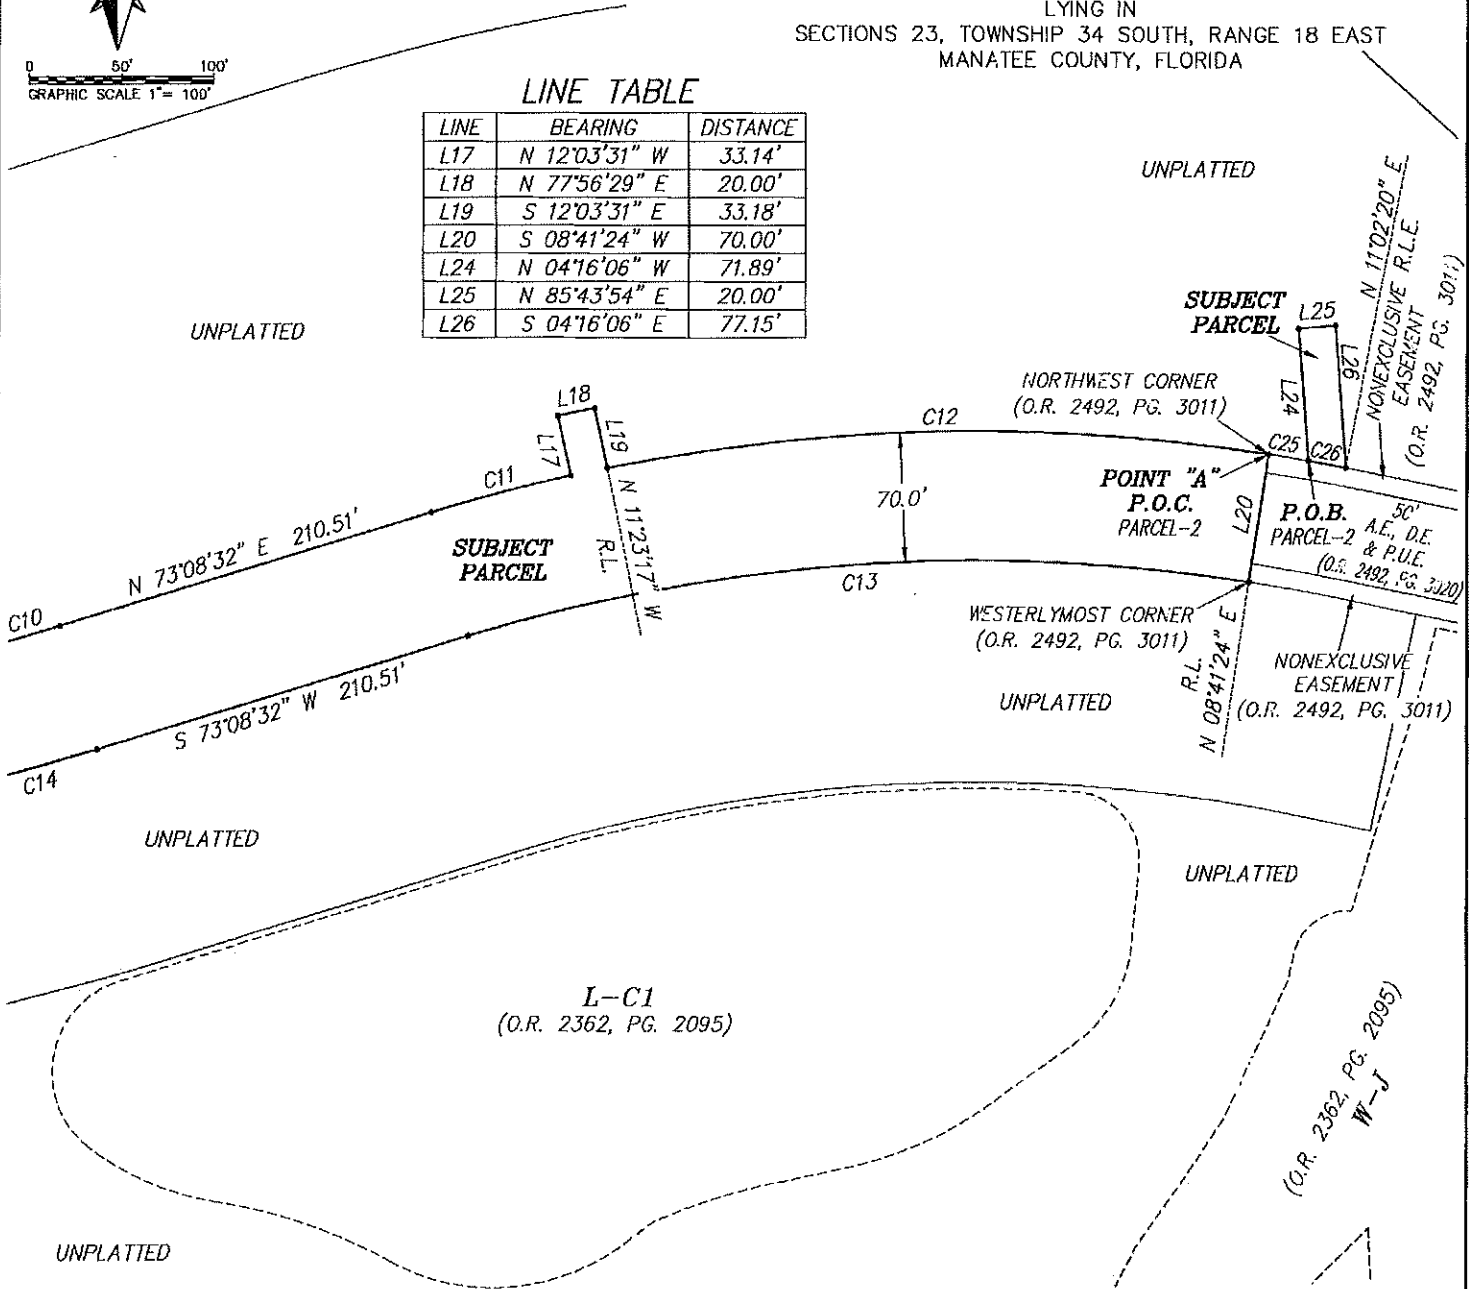 LYING IN
SECTIONS 23, TOWNSHIP 34 SOUTH, RANGE 18 EAST
MANATEE COUNTY, FLORIDA
0 50' 100'
GRAPHIC SCALE 1"= 100'
LINE TABLE
LINE BEARING DISTANCE
L17 N 12°03'31" W 33.14'
L18 N 77°56'29" E 20.00'
L19 S 12°03'31" E 33.18'
L20 S 08°41'24" W 70.00'
L24 N 04°16'06" W 71.89'
L25 N 85°43'54" E 20.00'
L26 S 04°16'06" E 77.15'
UNPLATTED
UNPLATTED
N 11°02'20" E
R.L.E.
NONEXCLUSIVE
EASEMENT
(O.R. 2492, PG. 3011)
SUBJECT
PARCEL
L25
L24
L26
NORTHWEST CORNER
(O.R. 2492, PG. 3011)
C25
C26
L18
L17
L19
C12
C11
POINT "A"
P.O.C.
PARCEL-2
L20
P.O.B.
PARCEL-2
50'
A.E., D.E.
& P.U.E.
(O.R. 2492, PG. 3020)
70.0'
N 73°08'32" E 210.51'
SUBJECT
PARCEL
N 11°23'17" W
R.L.
C13
C10
WESTERLYMOST CORNER
(O.R. 2492, PG. 3011)
R.L.
N 08°41'24" E
NONEXCLUSIVE
EASEMENT
(O.R. 2492, PG. 3011)
S 73°08'32" W 210.51'
UNPLATTED
C14
UNPLATTED
UNPLATTED
L-C1
(O.R. 2362, PG. 2095)
(O.R. 2362, PG. 2095)
W-J
UNPLATTED